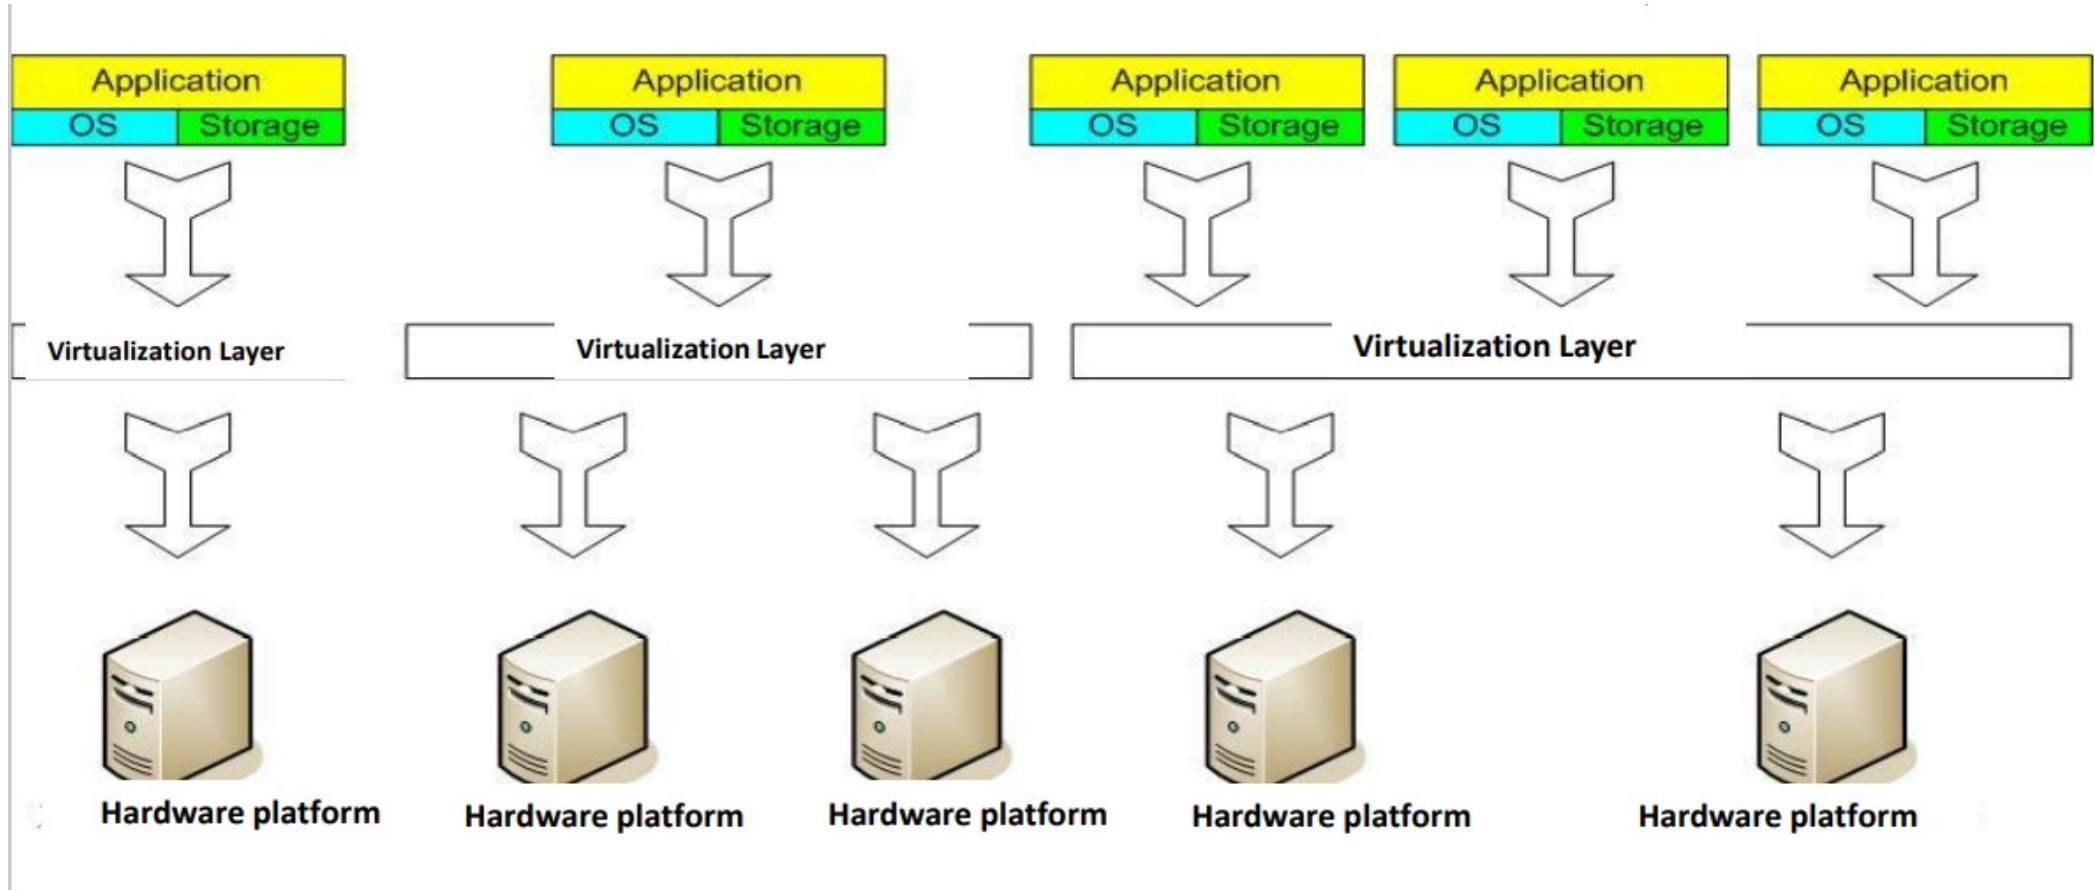 Application
OS Storage
Application
OS Storage
Application
OS Storage
Application
OS Storage
Application
OS Storage
Virtualization Layer
Virtualization Layer
Virtualization Layer
Hardware platform
Hardware platform
Hardware platform
Hardware platform
Hardware platform